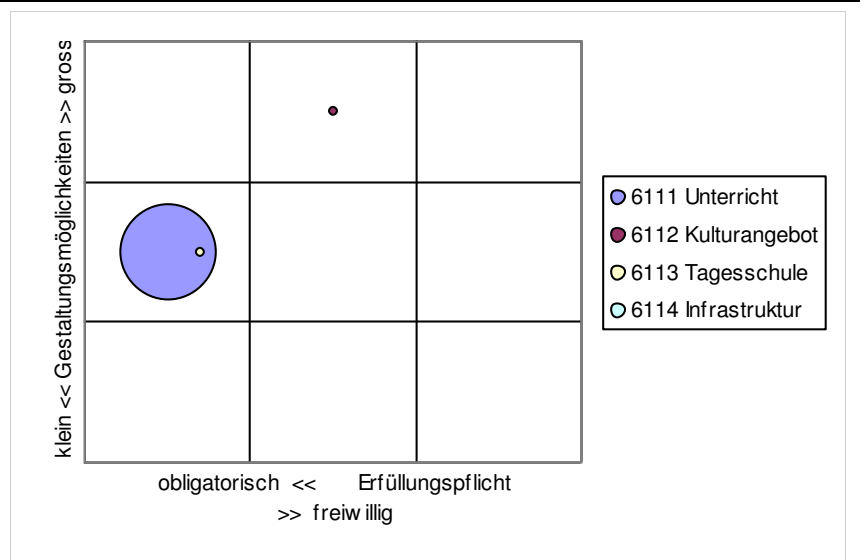 klein << Gestaltungsmöglichkeiten >> gross
6111 Unterricht
6112 Kulturangebot
6113 Tagesschule
6114 Infrastruktur
obligatorisch << Erfüllungspflicht
>> freiwillig